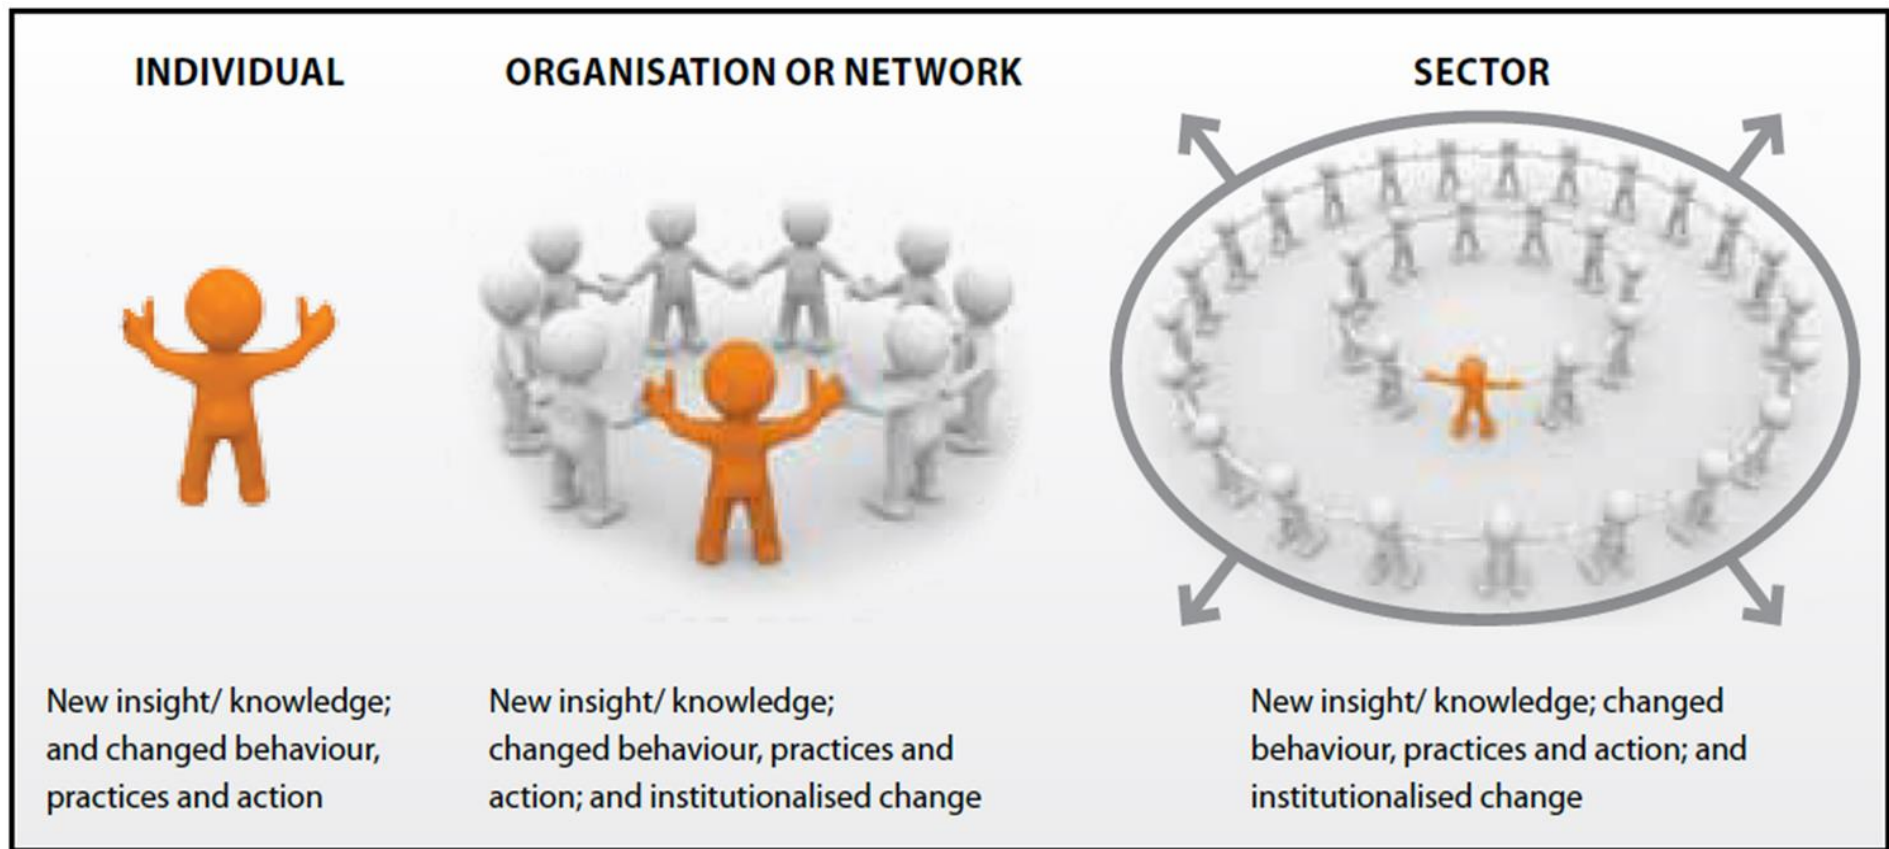 INDIVIDUAL
New insight/ knowledge;
and changed behaviour,
practices and action
ORGANISATION OR NETWORK
New insight/ knowledge;
changed behaviour, practices and
action; and institutionalised change
SECTOR
New insight/ knowledge; changed
behaviour, practices and action; and
institutionalised change